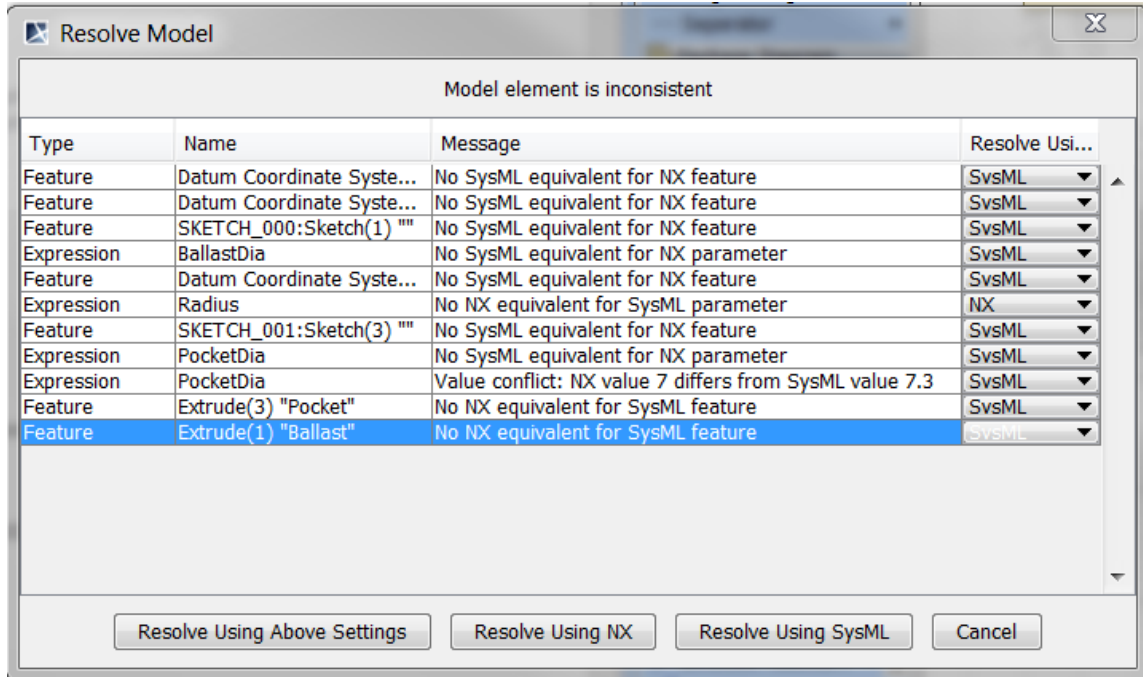 Resolve Model
Model element is inconsistent
Type Name Message Resolve Usi...
Feature Datum Coordinate Syste... No SysML equivalent for NX feature SysML
Feature Datum Coordinate Syste... No SysML equivalent for NX feature SysML
Feature SKETCH_000:Sketch(1) "" No SysML equivalent for NX feature SysML
Expression BallastDia No SysML equivalent for NX parameter SysML
Feature Datum Coordinate Syste... No SysML equivalent for NX feature SysML
Expression Radius No NX equivalent for SysML parameter NX
Feature SKETCH_001:Sketch(3) "" No SysML equivalent for NX feature SysML
Expression PocketDia No SysML equivalent for NX parameter SysML
Expression PocketDia Value conflict: NX value 7 differs from SysML value 7.3 SysML
Feature Extrude(3) "Pocket" No NX equivalent for SysML feature SysML
Feature Extrude(1) "Ballast" No NX equivalent for SysML feature SysML
Resolve Using Above Settings Resolve Using NX Resolve Using SysML Cancel